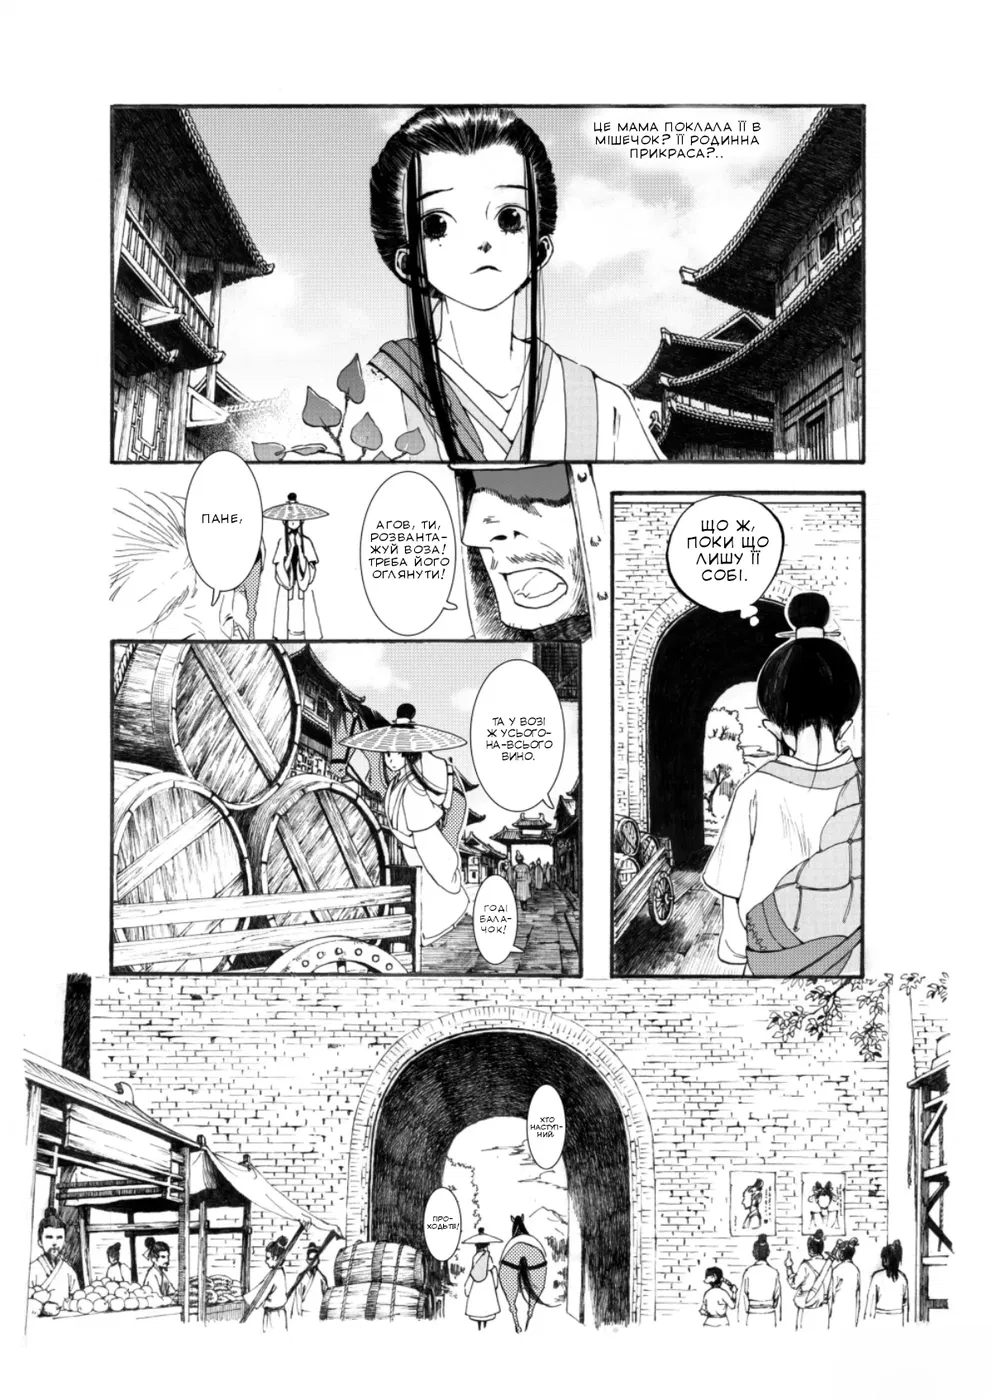 ЦЕ МАМА ПОКЛАЛА ЇЇ В
МІШЕЧОК? ЇЇ РОДИННА
ПРИКРАСА?..
ПАНЕ,
АГОВ, ТИ,
РОЗВАНТА-
ЖУЙ ВОЗА!
ТРЕБА ЙОГО
ОГЛЯНУТИ!
ЩО Ж,
ПОКИ ЩО
ЛИШУ ЇЇ
СОБІ.
ТА У ВОЗІ
Ж УСЬОГО-
НА-ВСЬОГО
ВИНО.
ГОДІ
БАЛА-
ЧОК!
ХТО
НАСТУП-
НИЙ.
ПРО-
ХОДЬТЕ!